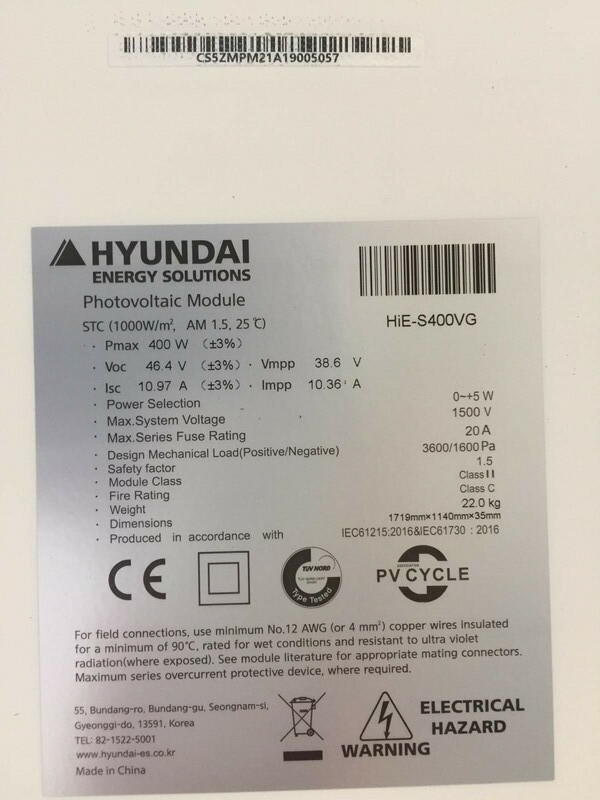 CS5ZMPM21A19005057
HYUNDAI
ENERGY SOLUTIONS
Photovoltaic Module
HiE-S400VG
STC (1000W/m², AM 1.5, 25℃)
· Pmax 400 W (±3%)
· Voc 46.4 V (±3%) · Vmpp 38.6 V
· Isc 10.97 A (±3%) · Impp 10.36 A
· Power Selection 0~+5 W
· Max.System Voltage 1500 V
· Max.Series Fuse Rating 20 A
· Design Mechanical Load(Positive/Negative) 3600/1600 Pa
· Safety factor 1.5
· Module Class Class II
· Fire Rating Class C
· Weight 22.0 kg
· Dimensions 1719mm×1140mm×35mm
· Produced in accordance with IEC61215:2016&IEC61730 : 2016
CE
TUV NORD
Type Tested
PV CYCLE
For field connections, use minimum No.12 AWG (or 4 mm²) copper wires insulated
for a minimum of 90℃, rated for wet conditions and resistant to ultra violet
radiation(where exposed). See module literature for appropriate mating connectors.
Maximum series overcurrent protective device, where required.
55, Bundang-ro, Bundang-gu, Seongnam-si,
Gyeonggi-do, 13591, Korea
TEL: 82-1522-5001
www.hyundai-es.co.kr
Made in China
WARNING
ELECTRICAL
HAZARD